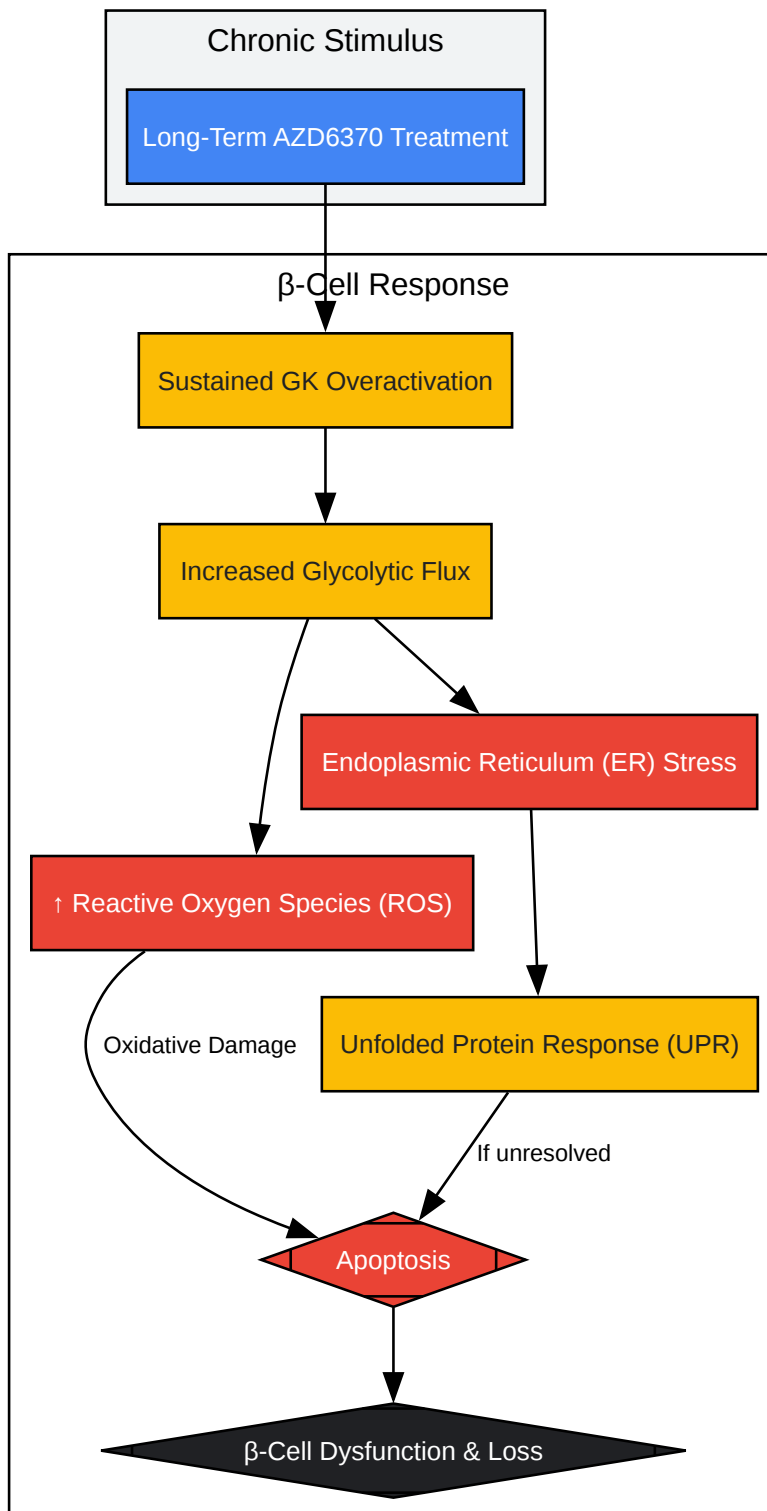 Chronic Stimulus
Long-Term AZD6370 Treatment
β-Cell Response
Sustained GK Overactivation
Increased Glycolytic Flux
Endoplasmic Reticulum (ER) Stress
↑ Reactive Oxygen Species (ROS)
Oxidative Damage
Unfolded Protein Response (UPR)
If unresolved
Apoptosis
β-Cell Dysfunction & Loss